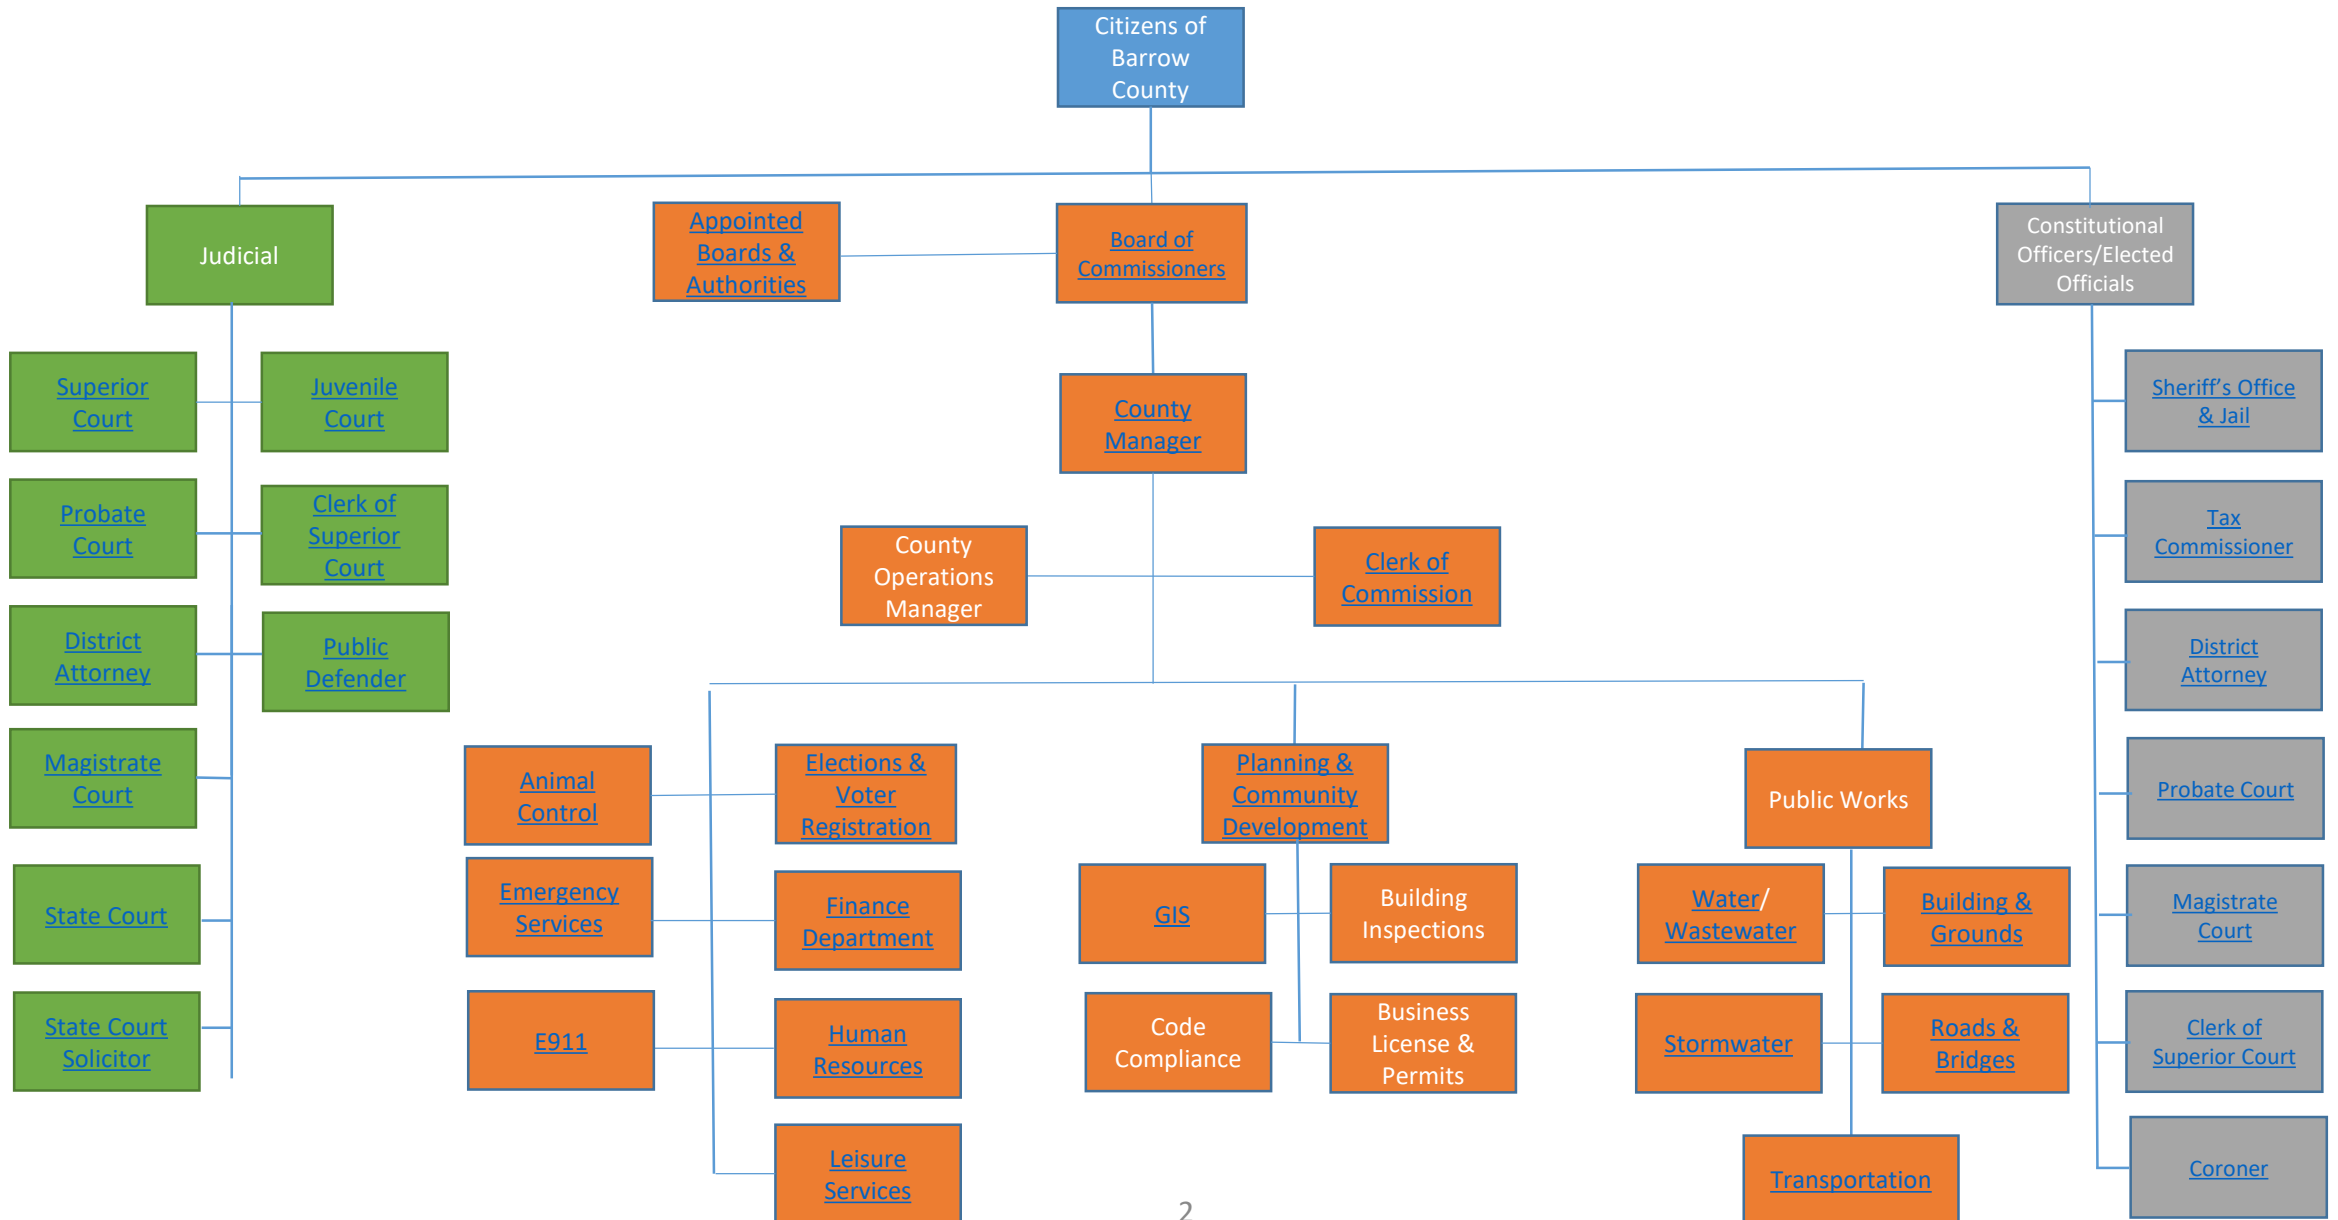 Citizens of
Barrow
County
Judicial
Appointed
Boards &
Authorities
Board of
Commissioners
Constitutional
Officers/Elected
Officials
Superior
Court
Juvenile
Court
County
Manager
Sheriff’s Office
& Jail
Probate
Court
Clerk of
Superior
Court
County
Operations
Manager
Clerk of
Commission
Tax
Commissioner
District
Attorney
Public
Defender
District
Attorney
Magistrate
Court
Animal
Control
Elections &
Voter
Registration
Planning &
Community
Development
Public Works
Probate Court
State Court
Emergency
Services
Finance
Department
GIS
Building
Inspections
Water/
Wastewater
Building &
Grounds
Magistrate
Court
State Court
Solicitor
E911
Human
Resources
Code
Compliance
Business
License &
Permits
Stormwater
Roads &
Bridges
Clerk of
Superior Court
Leisure
Services
Transportation
Coroner
2